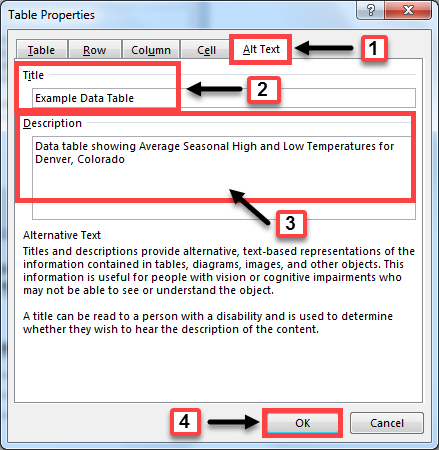 Table Properties
?
Table Row Column Cell Alt Text
1
Title
2
Example Data Table
Description
Data table showing Average Seasonal High and Low Temperatures for
Denver, Colorado
3
Alternative Text
Titles and descriptions provide alternative, text-based representations of the
information contained in tables, diagrams, images, and other objects. This
information is useful for people with vision or cognitive impairments who
may not be able to see or understand the object.
A title can be read to a person with a disability and is used to determine
whether they wish to hear the description of the content.
4
OK Cancel